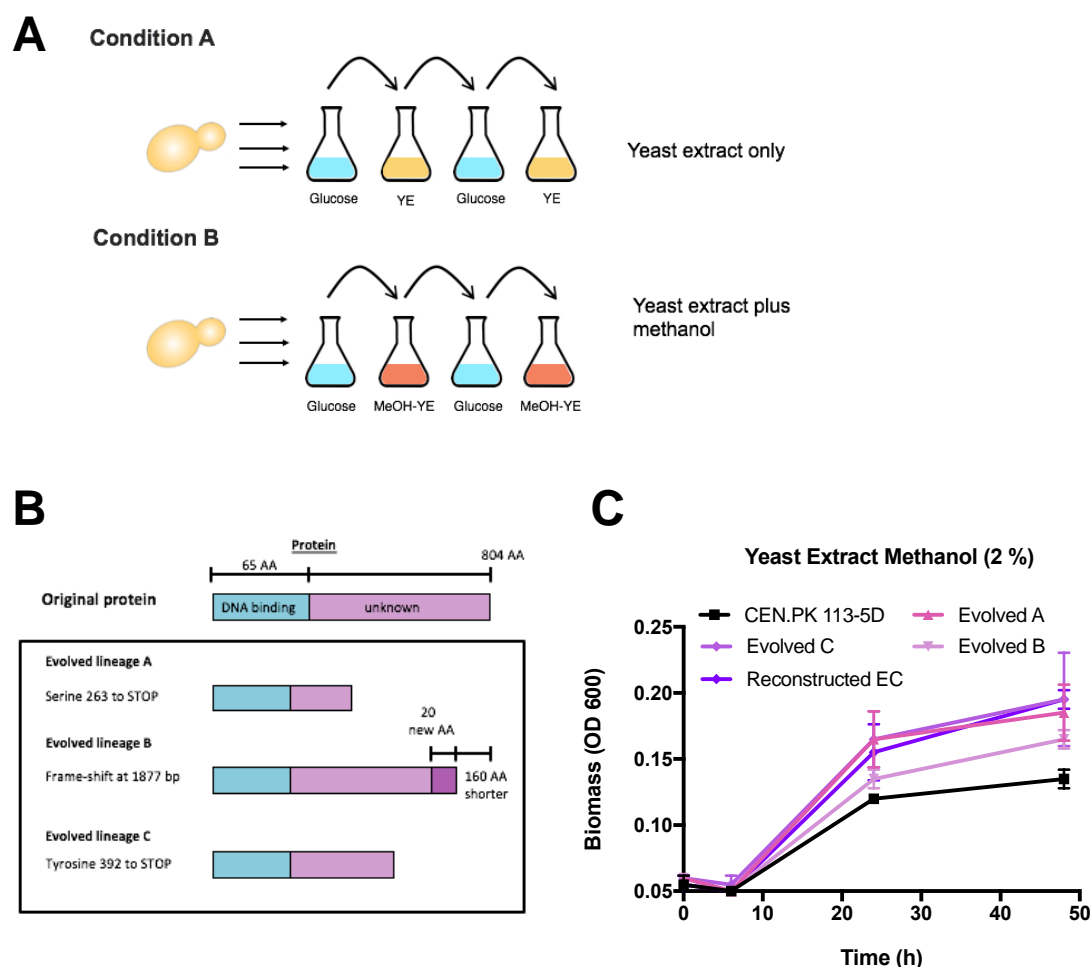 A
Condition A
Glucose
YE
Glucose
YE
Yeast extract only
Condition B
Glucose
MeOH-YE
Glucose
MeOH-YE
Yeast extract plus
methanol
B
Protein
65 AA
804 AA
Original protein
DNA binding
unknown
Evolved lineage A
Serine 263 to STOP
Evolved lineage B
20
new AA
Frame-shift at 1877 bp
160 AA
shorter
Evolved lineage C
Tyrosine 392 to STOP
C
Yeast Extract Methanol (2 %)
CEN.PK 113-5D
Evolved A
Evolved C
Evolved B
Reconstructed EC
Biomass (OD 600)
0.25
0.20
0.15
0.10
0.05
0 10 20 30 40 50
Time (h)